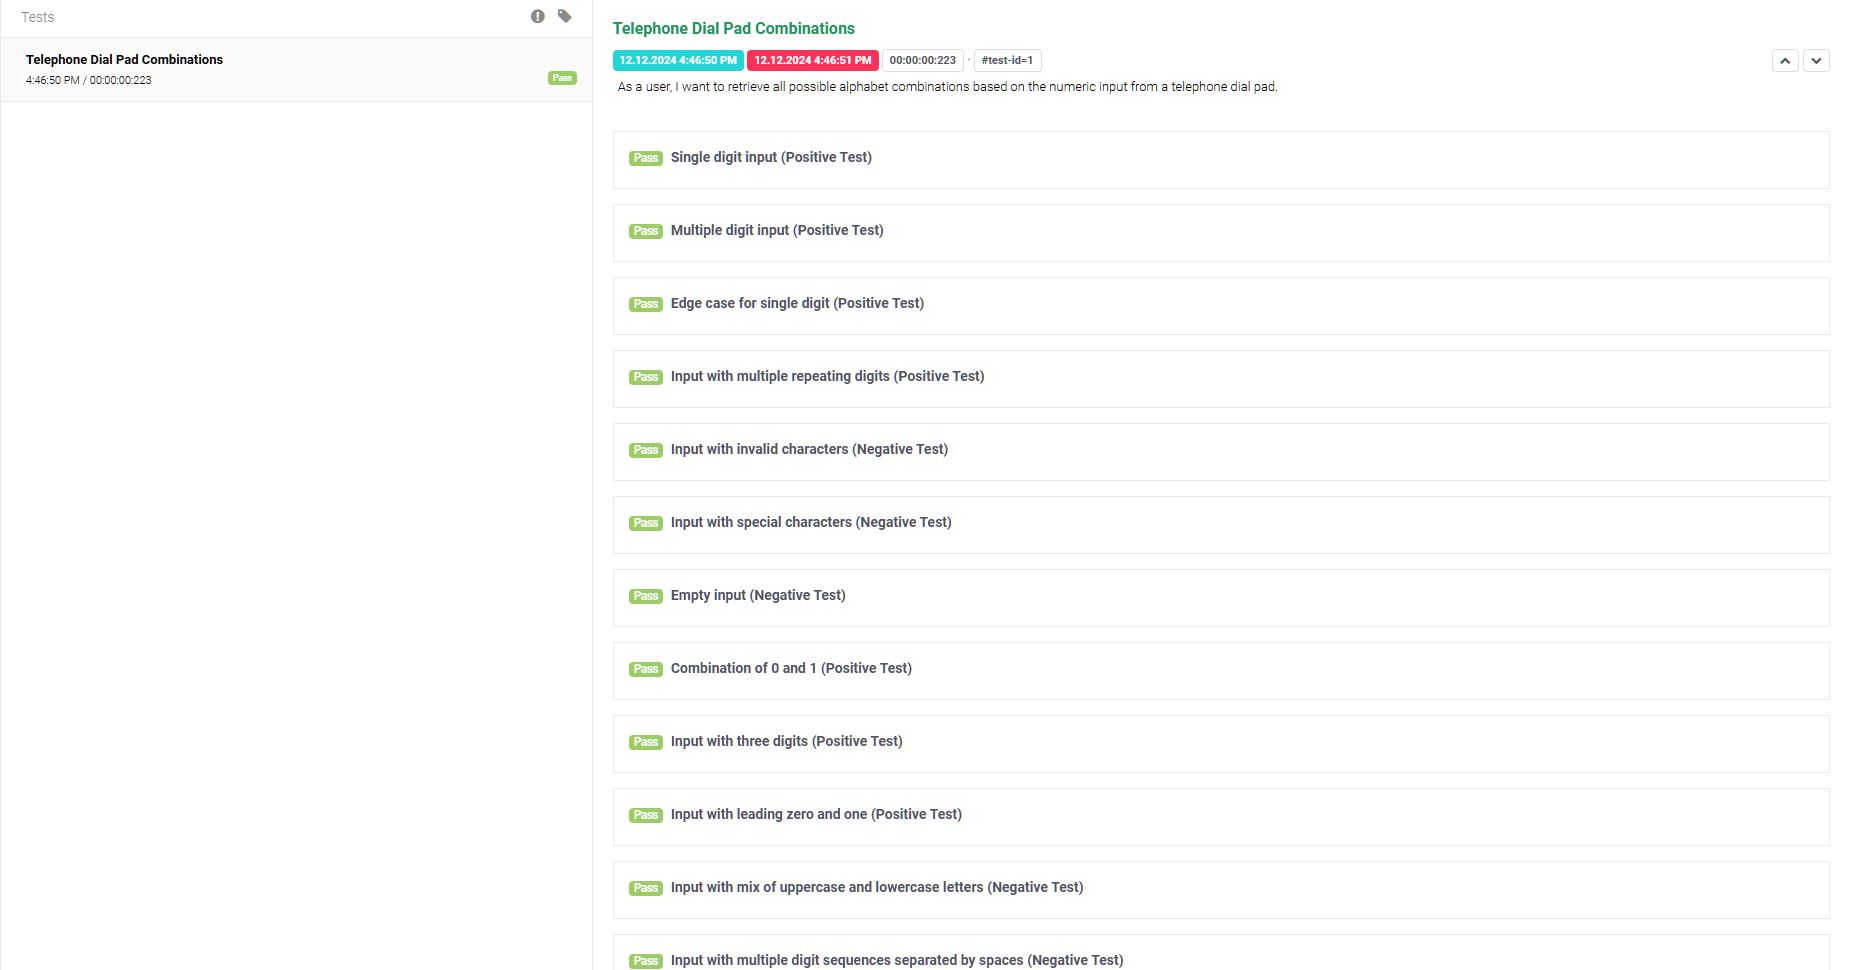 Tests
Telephone Dial Pad Combinations
4:46:50 PM / 00:00:00:223
Pass
Telephone Dial Pad Combinations
12.12.2024 4:46:50 PM 12.12.2024 4:46:51 PM 00:00:00:223 · #test-id=1
As a user, I want to retrieve all possible alphabet combinations based on the numeric input from a telephone dial pad.
Pass Single digit input (Positive Test)
Pass Multiple digit input (Positive Test)
Pass Edge case for single digit (Positive Test)
Pass Input with multiple repeating digits (Positive Test)
Pass Input with invalid characters (Negative Test)
Pass Input with special characters (Negative Test)
Pass Empty input (Negative Test)
Pass Combination of 0 and 1 (Positive Test)
Pass Input with three digits (Positive Test)
Pass Input with leading zero and one (Positive Test)
Pass Input with mix of uppercase and lowercase letters (Negative Test)
Pass Input with multiple digit sequences separated by spaces (Negative Test)